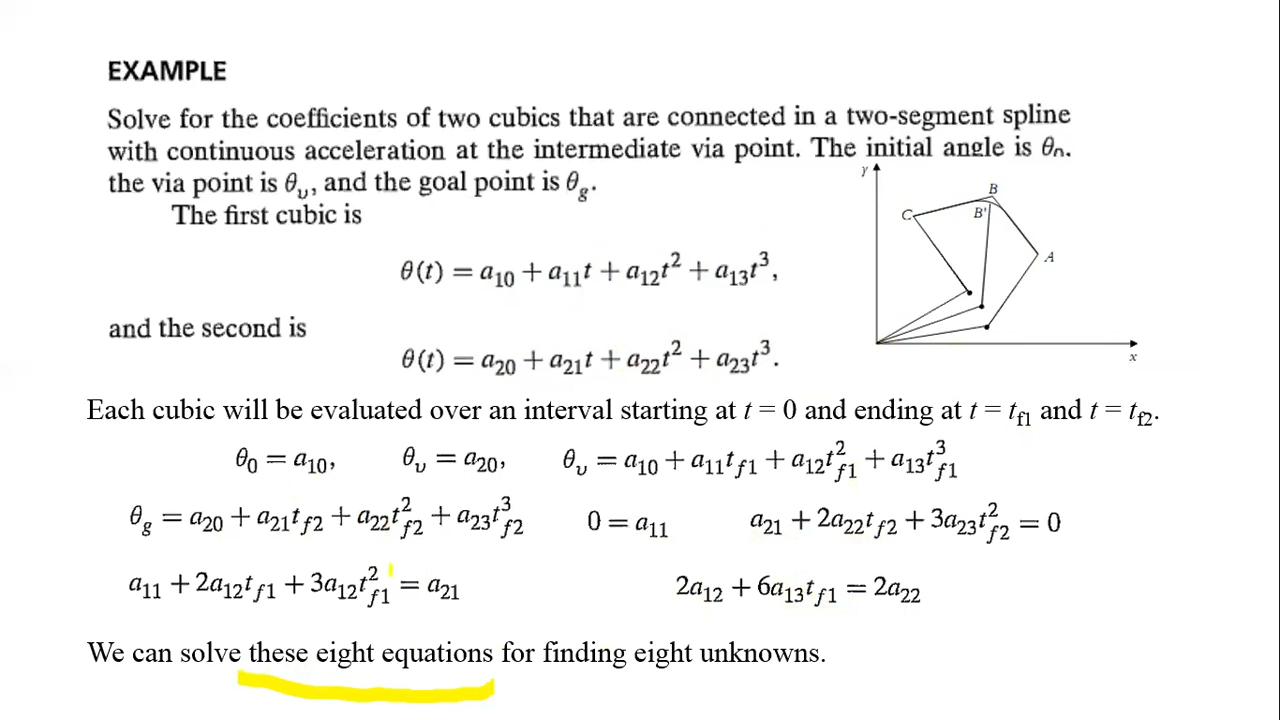 EXAMPLE
Solve for the coefficients of two cubics that are connected in a two-segment spline
with continuous acceleration at the intermediate via point. The initial angle is θn.
the via point is θᵥ, and the goal point is θg.
The first cubic is
θ(t) = a₁₀ + a₁₁t + a₁₂t² + a₁₃t³,
and the second is
θ(t) = a₂₀ + a₂₁t + a₂₂t² + a₂₃t³.
Y
B
C
B'
A
x
Each cubic will be evaluated over an interval starting at t = 0 and ending at t = t_f1 and t = t_f2.
θ₀ = a₁₀, θᵥ = a₂₀, θᵥ = a₁₀ + a₁₁t_f1 + a₁₂t²_f1 + a₁₃t³_f1
θg = a₂₀ + a₂₁t_f2 + a₂₂t²_f2 + a₂₃t³_f2 0 = a₁₁ a₂₁ + 2a₂₂t_f2 + 3a₂₃t²_f2 = 0
a₁₁ + 2a₁₂t_f1 + 3a₁₂t²_f1 = a₂₁ 2a₁₂ + 6a₁₃t_f1 = 2a₂₂
We can solve these eight equations for finding eight unknowns.